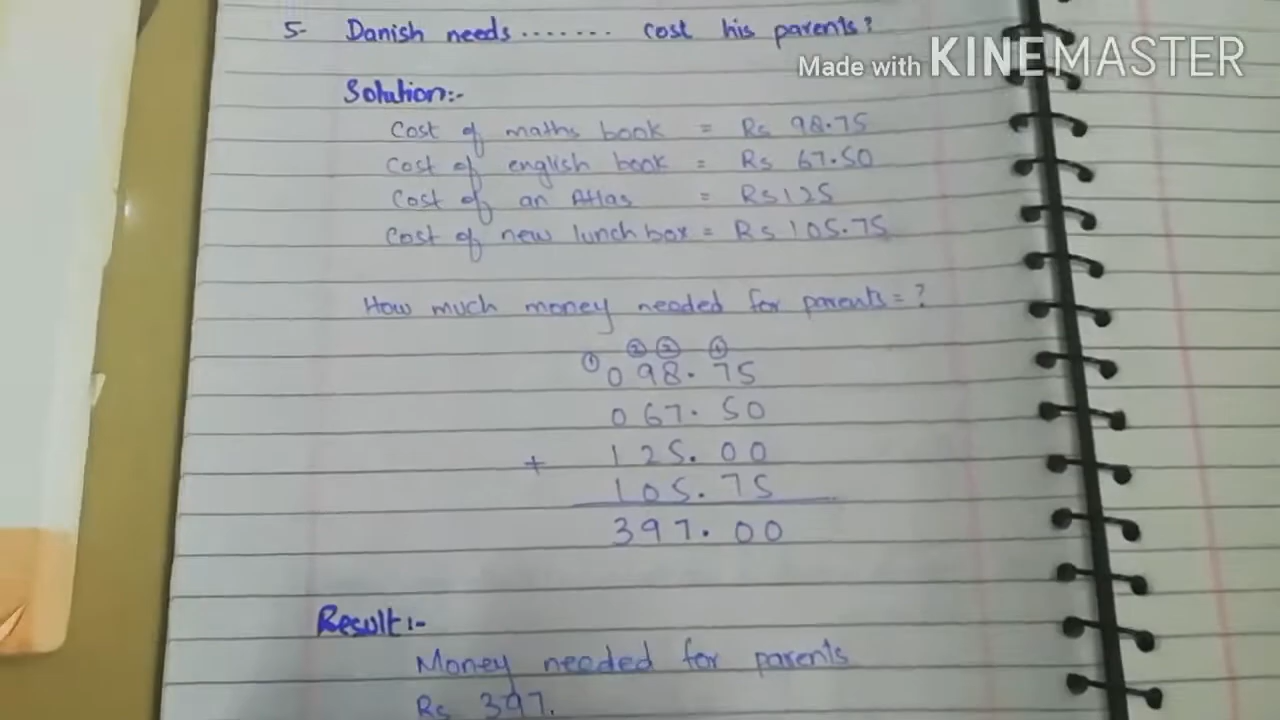 5- Danish needs ....... cost his parents?
Made with KINEMASTER
Solution:-
Cost of maths book = Rs 98.75
Cost of english book = Rs 67.50
Cost of an Atlas = Rs 125
Cost of new lunch box = Rs 105.75
How much money needed for parents = ?
① ② ② ①
098.75
067.50
+ 125.00
105.75
397.00
Result:-
Money needed for parents
Rs 397.